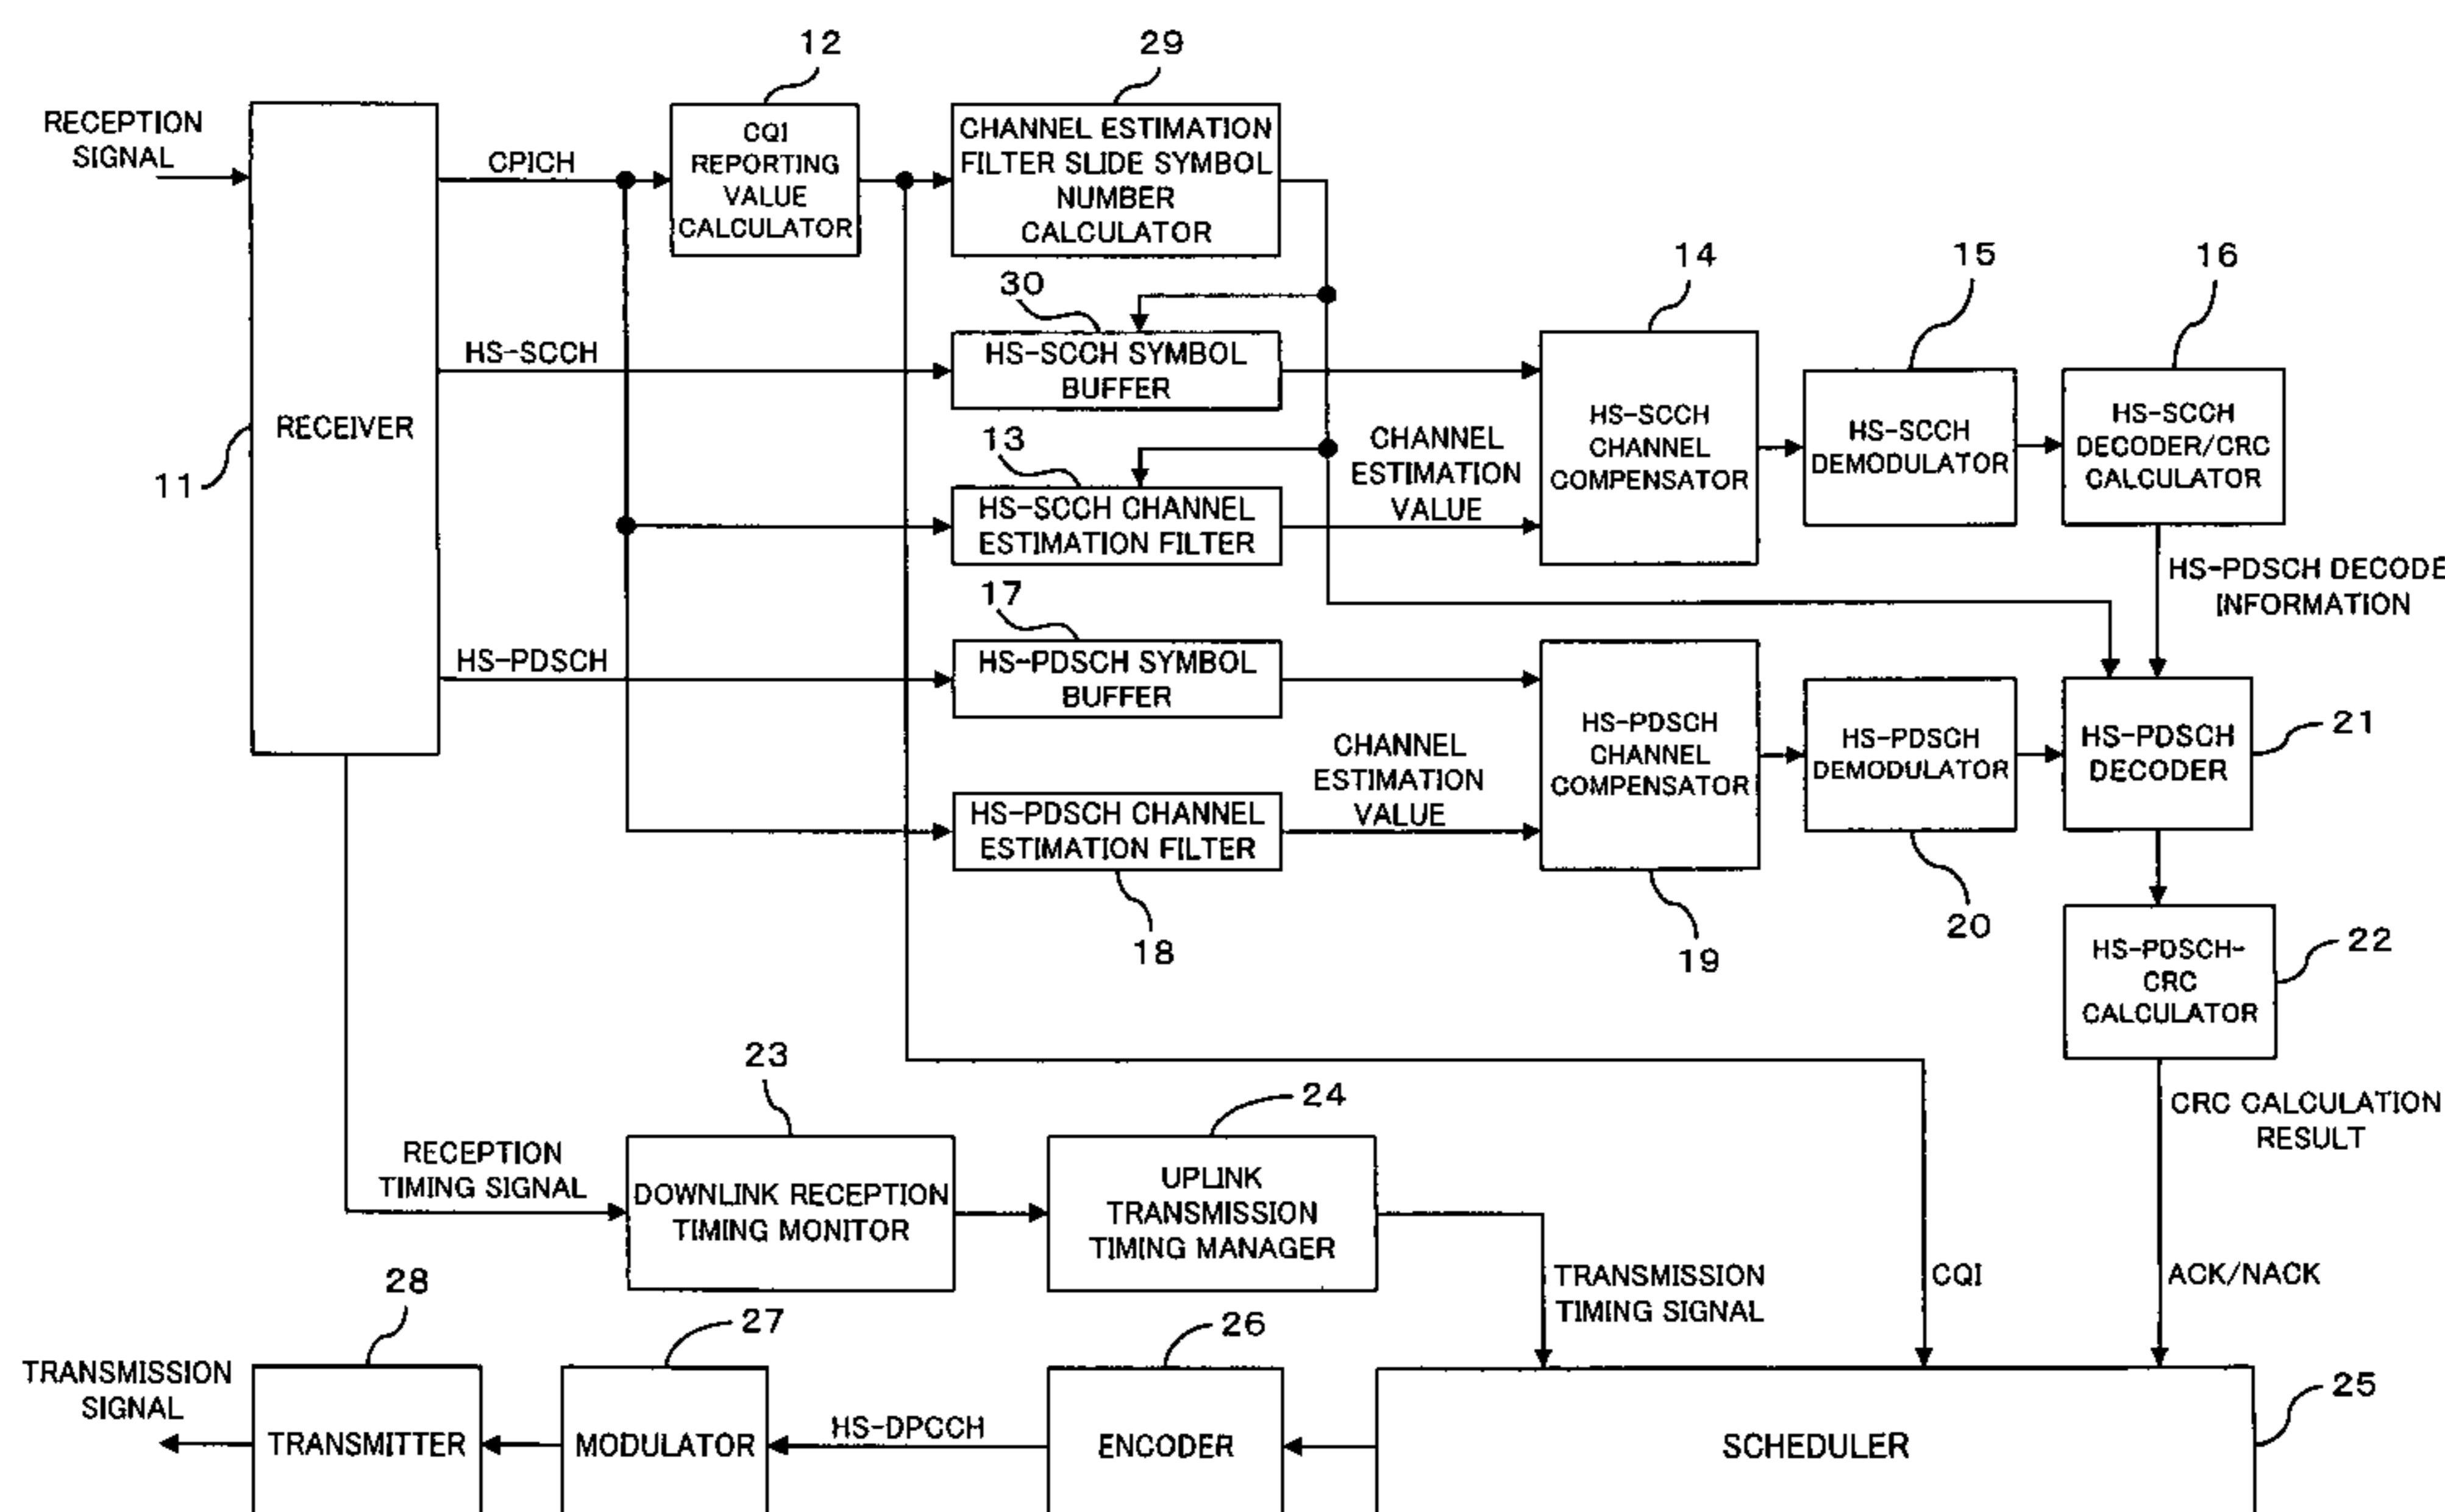 12
29
RECEPTION
SIGNAL
CPICH
CQI
REPORTING
VALUE
CALCULATOR
CHANNEL ESTIMATION
FILTER SLIDE SYMBOL
NUMBER
CALCULATOR
30
14
15
16
HS-SCCH
HS-SCCH SYMBOL
BUFFER
RECEIVER
11
13
HS-SCCH CHANNEL
ESTIMATION FILTER
CHANNEL
ESTIMATION
VALUE
HS-SCCH
CHANNEL
COMPENSATOR
HS-SCCH
DEMODULATOR
HS-SCCH
DECODER/CRC
CALCULATOR
HS-PDSCH DECODE
INFORMATION
17
HS-PDSCH
HS-PDSCH SYMBOL
BUFFER
CHANNEL
ESTIMATION
VALUE
HS-PDSCH
CHANNEL
COMPENSATOR
HS-PDSCH
DEMODULATOR
HS-PDSCH
DECODER
21
HS-PDSCH CHANNEL
ESTIMATION FILTER
18
19
20
HS-PDSCH-
CRC
CALCULATOR
22
23
24
CRC CALCULATION
RESULT
RECEPTION
TIMING SIGNAL
DOWNLINK RECEPTION
TIMING MONITOR
UPLINK
TRANSMISSION
TIMING MANAGER
TRANSMISSION
TIMING SIGNAL
CQI
ACK/NACK
28
27
26
25
TRANSMISSION
SIGNAL
TRANSMITTER
MODULATOR
HS-DPCCH
ENCODER
SCHEDULER